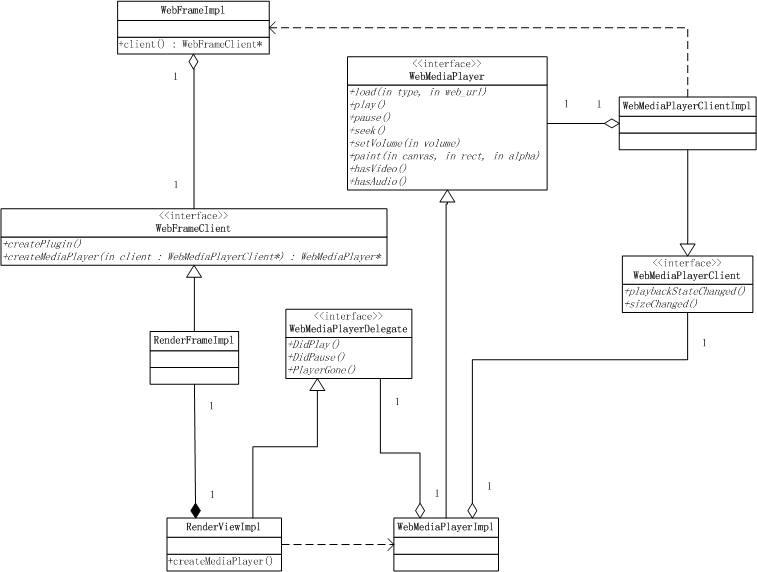 WebFrameImpl
+client() : WebFrameClient*
1
1
<<interface>>
WebMediaPlayer
+load(in type, in web_url)
+play()
+pause()
+seek()
+setVolume(in volume)
+paint(in canvas, in rect, in alpha)
+hasVideo()
+hasAudio()
1
1
WebMediaPlayerClientImpl
<<interface>>
WebFrameClient
+createPlugin()
+createMediaPlayer(in client : WebMediaPlayerClient*) : WebMediaPlayer*
<<interface>>
WebMediaPlayerClient
+playbackStateChanged()
+sizeChanged()
1
<<interface>>
WebMediaPlayerDelegate
+DidPlay()
+DidPause()
+PlayerGone()
1
RenderFrameImpl
1
1
1
1
RenderViewImpl
+createMediaPlayer()
WebMediaPlayerImpl